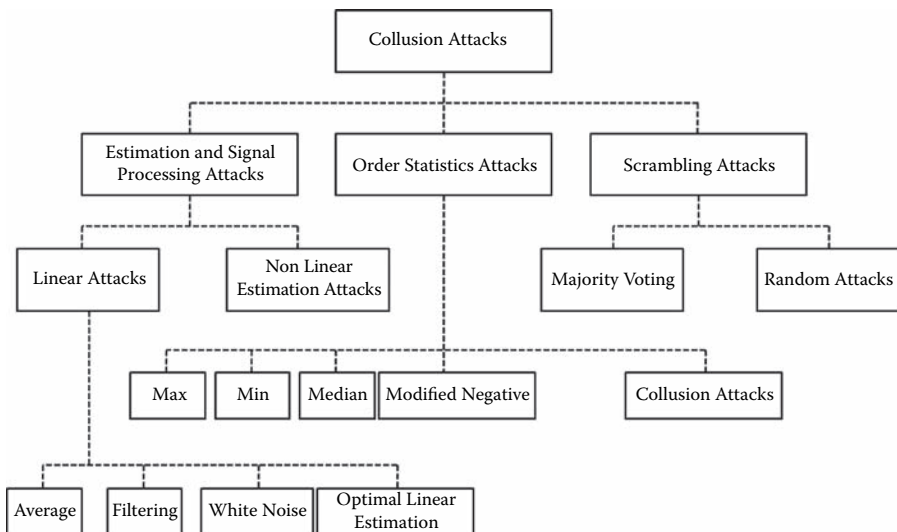 Collusion Attacks
Estimation and Signal
Processing Attacks
Order Statistics Attacks
Scrambling Attacks
Linear Attacks
Non Linear
Estimation Attacks
Majority Voting
Random Attacks
Max
Min
Median
Modified Negative
Collusion Attacks
Average
Filtering
White Noise
Optimal Linear
Estimation